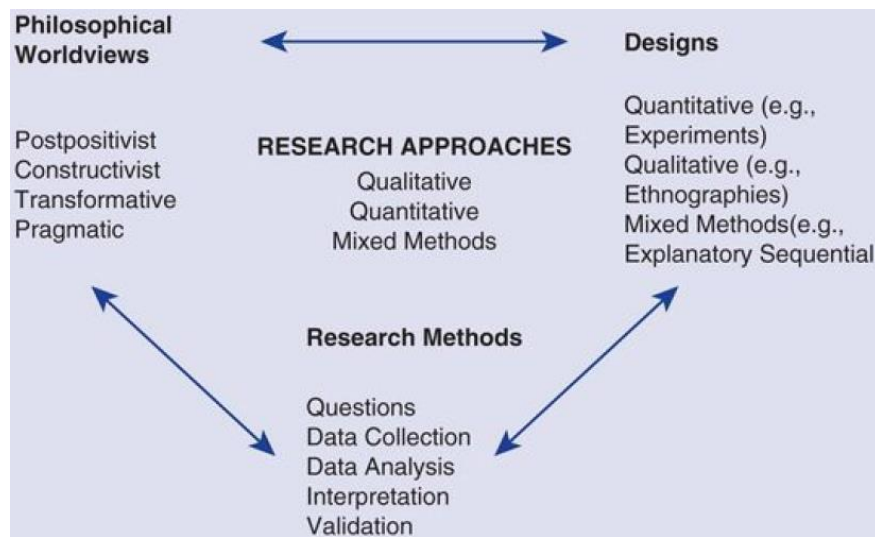 Philosophical
Worldviews
Designs
Postpositivist
Constructivist
Transformative
Pragmatic
RESEARCH APPROACHES
Qualitative
Quantitative
Mixed Methods
Quantitative (e.g.,
Experiments)
Qualitative (e.g.,
Ethnographies)
Mixed Methods(e.g.,
Explanatory Sequential
Research Methods
Questions
Data Collection
Data Analysis
Interpretation
Validation